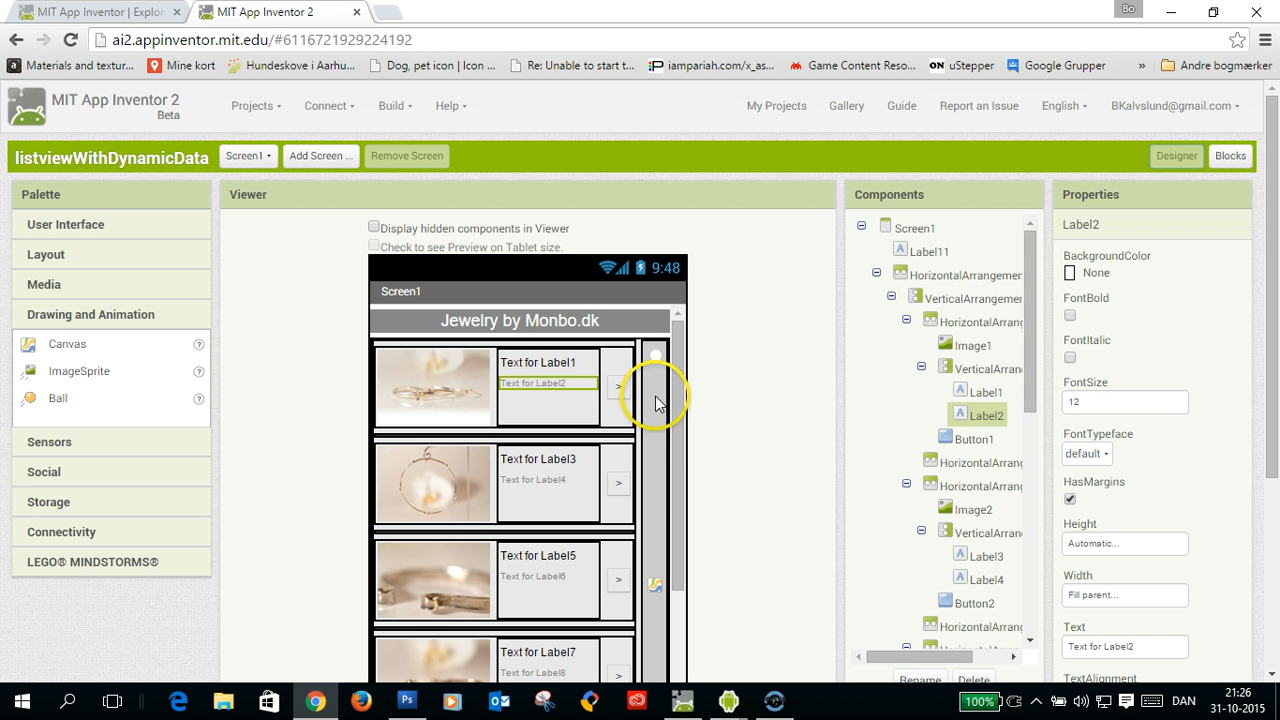 MIT App Inventor | Explor
MIT App Inventor 2
Bo
ai2.appinventor.mit.edu/#6116721929224192
Materials and textur...
Mine kort
Hundeskove i Aarhu...
Dog, pet icon | Icon ...
Re: Unable to start t...
iampariah.com/x_as...
Game Content Reso...
ON uStepper
Google Grupper
»
Andre bogmærker
MIT App Inventor 2
Beta
Projects
Connect
Build
Help
My Projects
Gallery
Guide
Report an Issue
English
BKalvslund@gmail.com
listviewWithDynamicData
Screen1
Add Screen ...
Remove Screen
Designer
Blocks
Palette
User Interface
Layout
Media
Drawing and Animation
Canvas ?
ImageSprite ?
Ball ?
Sensors
Social
Storage
Connectivity
LEGO® MINDSTORMS®
Viewer
Display hidden components in Viewer
Check to see Preview on Tablet size.
9:48
Screen1
Jewelry by Monbo.dk
Text for Label1
Text for Label2
>
Text for Label3
Text for Label4
>
Text for Label5
Text for Label6
>
Text for Label7
Text for Label8
>
Components
Screen1
Label11
HorizontalArrangemen
VerticalArrangemer
HorizontalArrang
Image1
VerticalArran
Label1
Label2
Button1
HorizontalArrang
HorizontalArrang
Image2
VerticalArran
Label3
Label4
Button2
HorizontalArrang
HorizontalArrang
Rename
Delete
Properties
Label2
BackgroundColor
None
FontBold
FontItalic
FontSize
12
FontTypeface
default
HasMargins
Height
Automatic...
Width
Fill parent...
Text
Text for Label2
TextAlignment
Ps
100%
DAN
21:26
31-10-2015